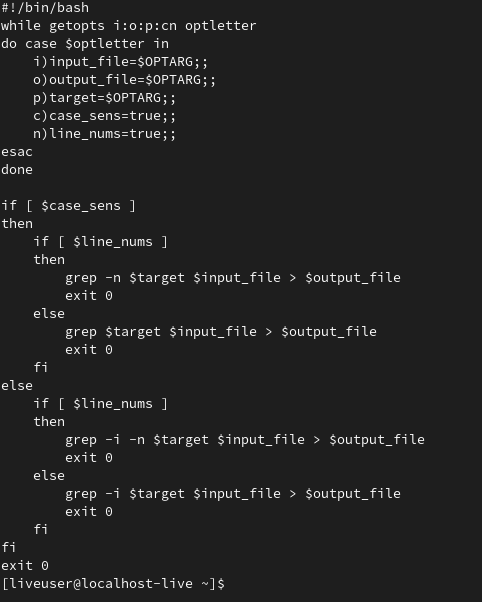 #!/bin/bash
while getopts i:o:p:cn optletter
do case $optletter in
    i)input_file=$OPTARG;;
    o)output_file=$OPTARG;;
    p)target=$OPTARG;;
    c)case_sens=true;;
    n)line_nums=true;;
esac
done

if [ $case_sens ]
then
    if [ $line_nums ]
    then
        grep -n $target $input_file > $output_file
        exit 0
    else
        grep $target $input_file > $output_file
        exit 0
    fi
else
    if [ $line_nums ]
    then
        grep -i -n $target $input_file > $output_file
        exit 0
    else
        grep -i $target $input_file > $output_file
        exit 0
    fi
fi
exit 0
[liveuser@localhost-live ~]$